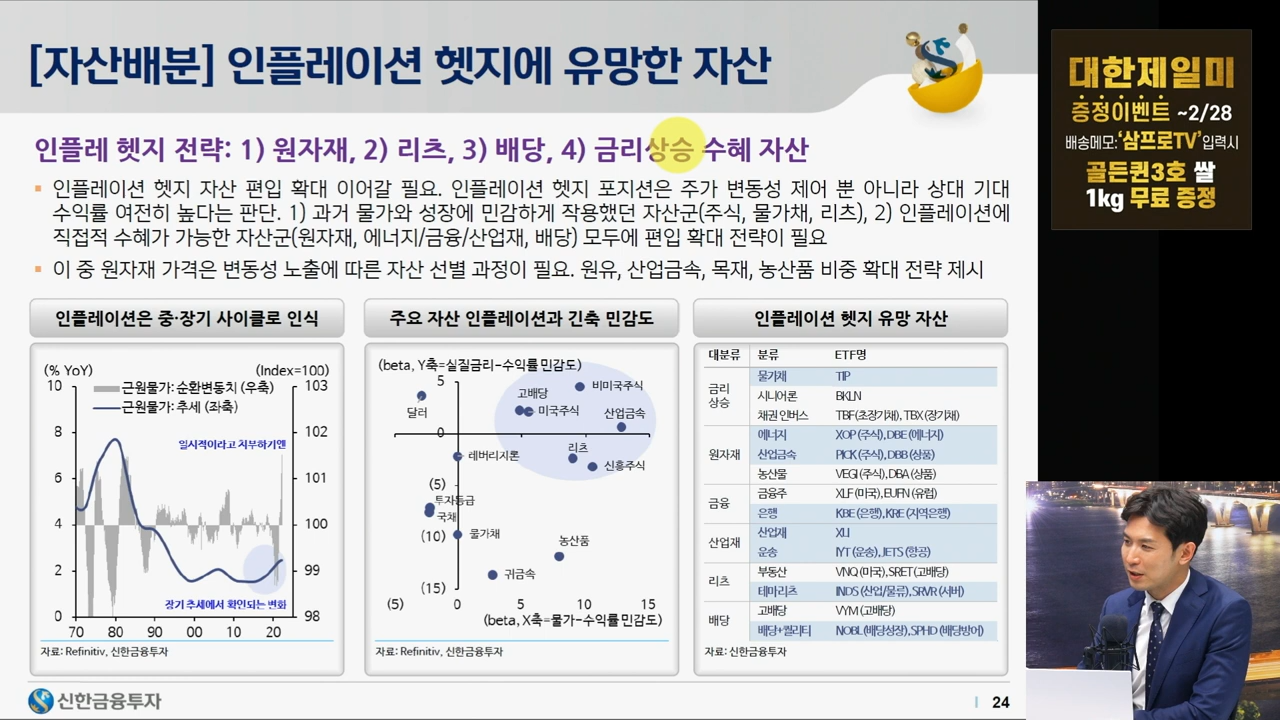 [자산배분] 인플레이션 헷지에 유망한 자산
인플레 헷지 전략: 1) 원자재, 2) 리츠, 3) 배당, 4) 금리상승 수혜 자산
인플레이션 헷지 자산 편입 확대 이어갈 필요. 인플레이션 헷지 포지션은 주가 변동성 제어 뿐 아니라 상대 기대
수익률 여전히 높다는 판단. 1) 과거 물가와 성장에 민감하게 작용했던 자산군(주식, 물가채, 리츠), 2) 인플레이션에
직접적 수혜가 가능한 자산군(원자재, 에너지/금융/산업재, 배당) 모두에 편입 확대 전략이 필요
이 중 원자재 가격은 변동성 노출에 따른 자산 선별 과정이 필요. 원유, 산업금속, 목재, 농산품 비중 확대 전략 제시
인플레이션은 중·장기 사이클로 인식
(% YoY) (Index=100)
근원물가: 순환변동치 (우축)
근원물가: 추세 (좌축)
일시적이라고 치부하기엔
장기 추세에서 확인되는 변화
10 8 6 4 2 0
103 102 101 100 99 98
70 80 90 00 10 20
자료: Refinitiv, 신한금융투자
주요 자산 인플레이션과 긴축 민감도
(beta, Y축=실질금리-수익률 민감도)
5 0 (5) (10) (15)
달러
고배당
비미국주식
미국주식
산업금속
레버리지론
리츠
신흥주식
투자등급
국채
물가채
농산품
귀금속
(5) 0 5 10 15
(beta, X축=물가-수익률 민감도)
자료: Refinitiv, 신한금융투자
인플레이션 헷지 유망 자산
대분류 분류 ETF명
금리 상승 물가채 TIP
시니어론 BKLN
채권 인버스 TBF (초장기채), TBX (장기채)
원자재 에너지 XOP (주식), DBE (에너지)
산업금속 PICK (주식), DBB (상품)
농산물 VEGI (주식), DBA (상품)
금융 금융주 XLF (미국), EUFN (유럽)
은행 KBE (은행), KRE (지역은행)
산업재 산업재 XLI
운송 IYT (운송), JETS (항공)
리츠 부동산 VNQ (미국), SRET (고배당)
테마리츠 INDS (산업/물류), SRVR (서버)
배당 고배당 VYM (고배당)
배당+퀄리티 NOBL (배당성장), SPHD (배당방어)
자료: 신한금융투자
신한금융투자
24
대한제일미
증정이벤트 ~2/28
배송메모:‘삼프로TV’입력시
골든퀸3호 쌀
1kg 무료 증정